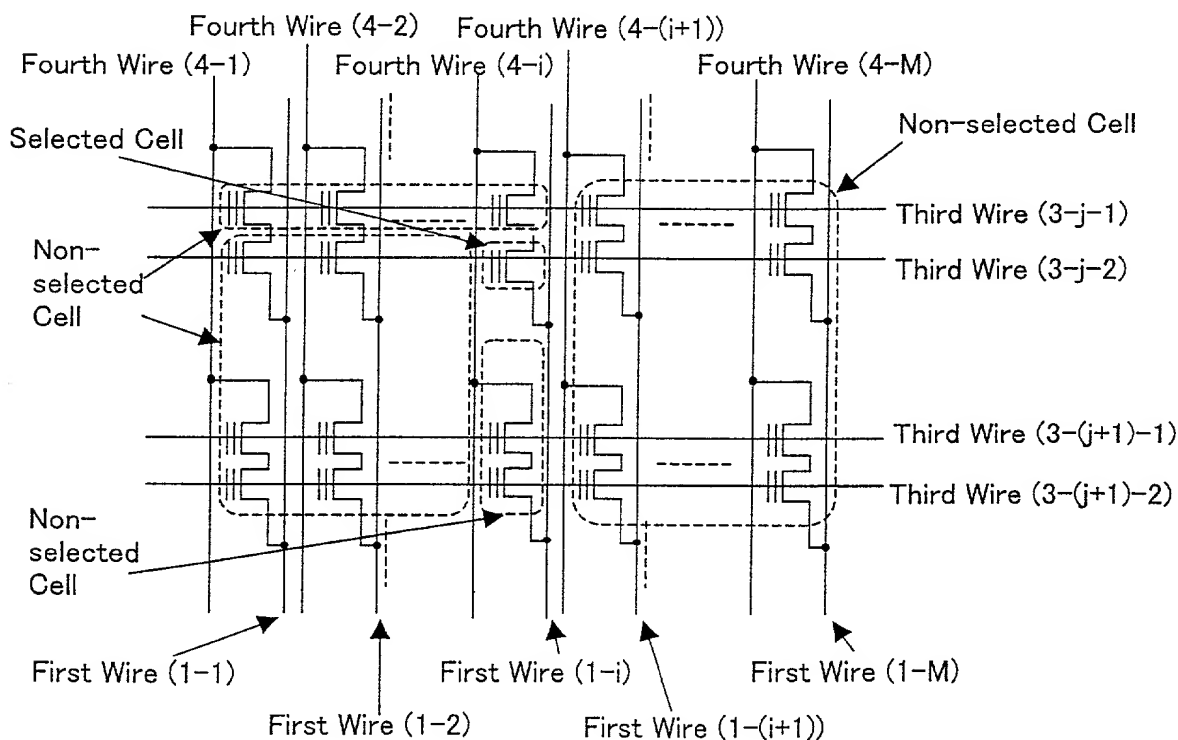 Fourth Wire (4-2)
Fourth Wire (4-(i+1))
Fourth Wire (4-1)
Fourth Wire (4-i)
Fourth Wire (4-M)
Selected Cell
Non-selected Cell
Third Wire (3-j-1)
Non-
selected
Cell
Third Wire (3-j-2)
Third Wire (3-(j+1)-1)
Third Wire (3-(j+1)-2)
Non-
selected
Cell
First Wire (1-1)
First Wire (1-i)
First Wire (1-M)
First Wire (1-2)
First Wire (1-(i+1))